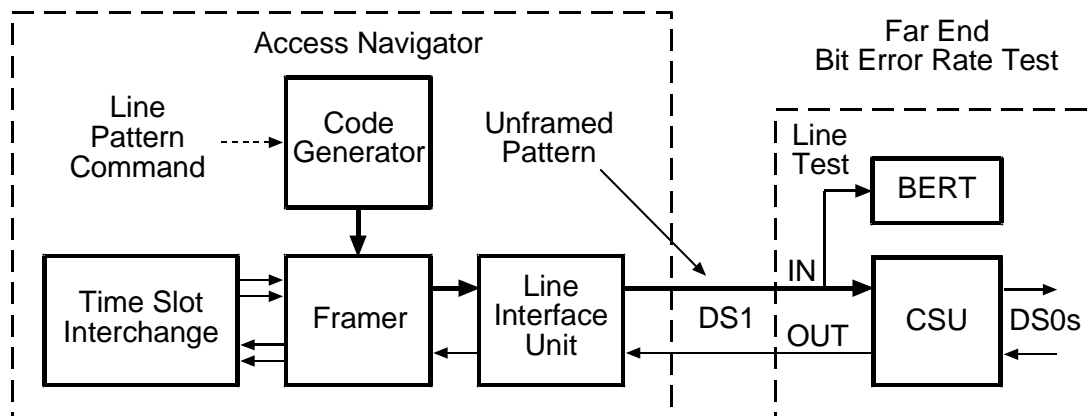 Access Navigator
Far End
Bit Error Rate Test
Line
Pattern
Command
Code
Generator
Unframed
Pattern
Line
Test
BERT
Time Slot
Interchange
Framer
Line
Interface
Unit
DS1
IN
OUT
CSU
DS0s